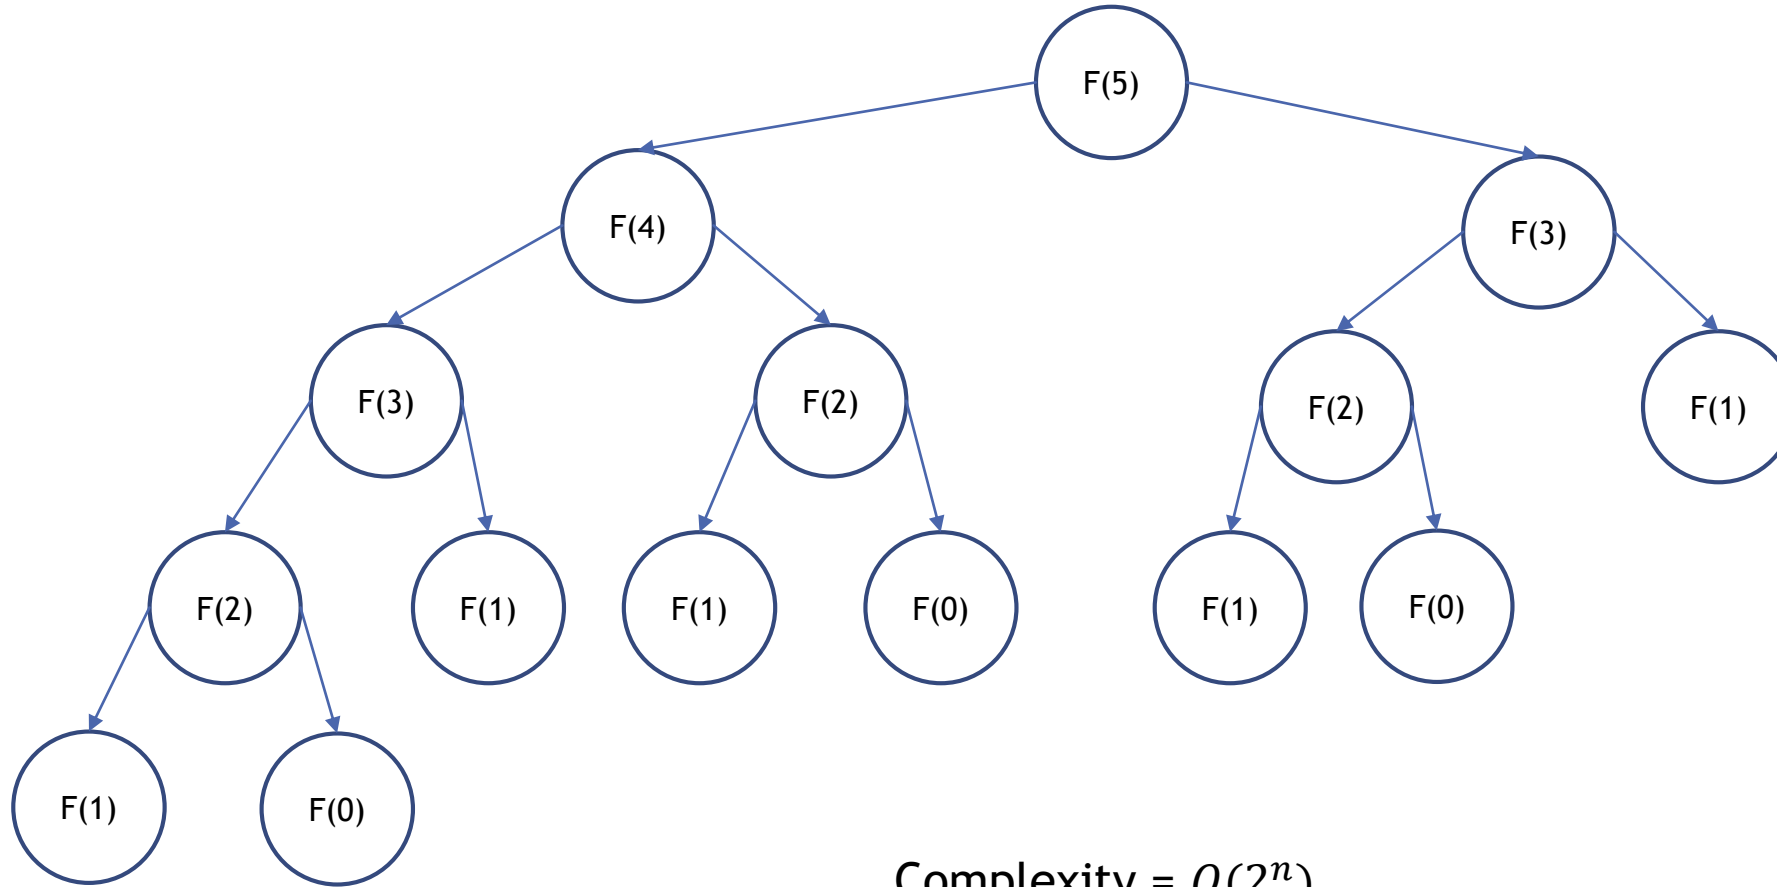 F(5)
F(4)
F(3)
F(3)
F(2)
F(2)
F(1)
F(2)
F(1)
F(1)
F(0)
F(1)
F(0)
F(1)
F(0)
Complexity = O(2ⁿ)